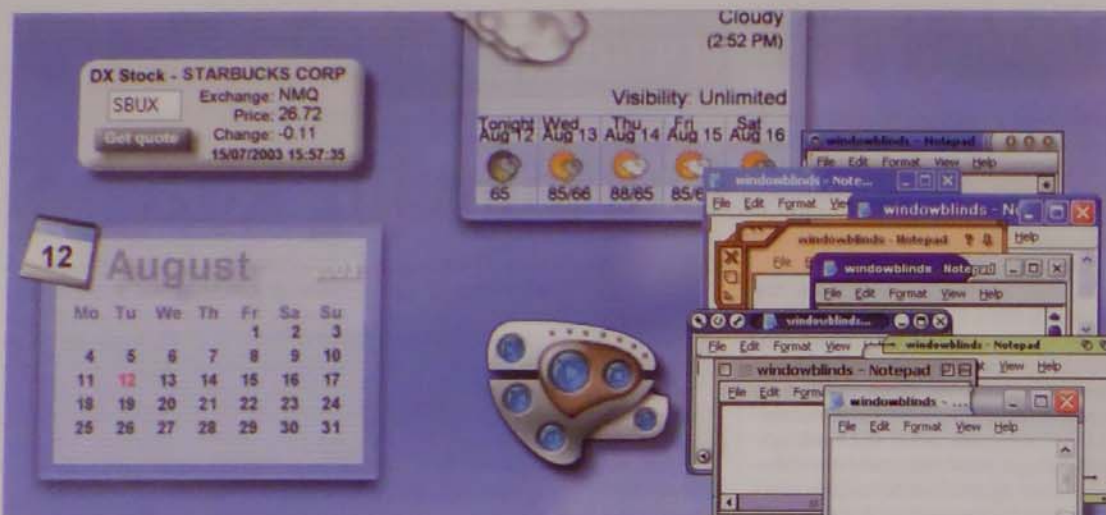 DX Stock - STARBUCKS CORP
SBUX
Exchange: NMQ
Price: 26.72
Get quote
Change: -0.11
15/07/2003 15:57:35
Cloudy
(2:52 PM)
Visibility: Unlimited
Tonight Wed Thu Fri Sat
Aug 12 Aug 13 Aug 14 Aug 15 Aug 16
65 85/66 88/65 85/6
12
August
Mo Tu We Th Fr Sa Su
1 2 3
4 5 6 7 8 9 10
11 12 13 14 15 16 17
18 19 20 21 22 23 24
25 26 27 28 29 30 31
windowblinds - Notepad
File Edit Format View Help
windowblinds - Note...
File Edit Format Vie
windowblinds - No
Help
windowblinds - Notepad
File E
windowblinds Notepad
File Edit Format View Help
windowblinds...
File Edit Format View H
windowblinds - Notepad
View Help
windowblinds - Notepad
File Edit Form
windowblinds - ...
File Edit Format View Help